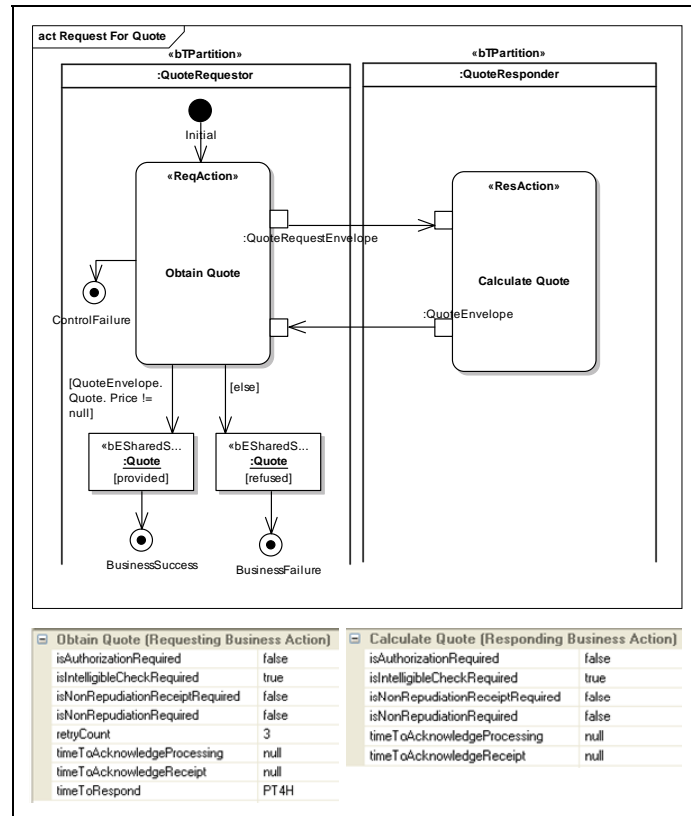 act Request For Quote
«bTPartition»
:QuoteRequestor
«bTPartition»
:QuoteResponder
Initial
«ReqAction»
Obtain Quote
«ResAction»
Calculate Quote
:QuoteRequestEnvelope
:QuoteEnvelope
ControlFailure
[QuoteEnvelope.
Quote. Price !=
null]
[else]
«bESharedS...
:Quote
[provided]
«bESharedS...
:Quote
[refused]
BusinessSuccess
BusinessFailure
Obtain Quote (Requesting Business Action)
isAuthorizationRequired false
isIntelligibleCheckRequired true
isNonRepudiationReceiptRequired false
isNonRepudiationRequired false
retryCount 3
timeToAcknowledgeProcessing null
timeToAcknowledgeReceipt null
timeToRespond PT4H
Calculate Quote (Responding Business Action)
isAuthorizationRequired false
isIntelligibleCheckRequired true
isNonRepudiationReceiptRequired false
isNonRepudiationRequired false
timeToAcknowledgeProcessing null
timeToAcknowledgeReceipt null